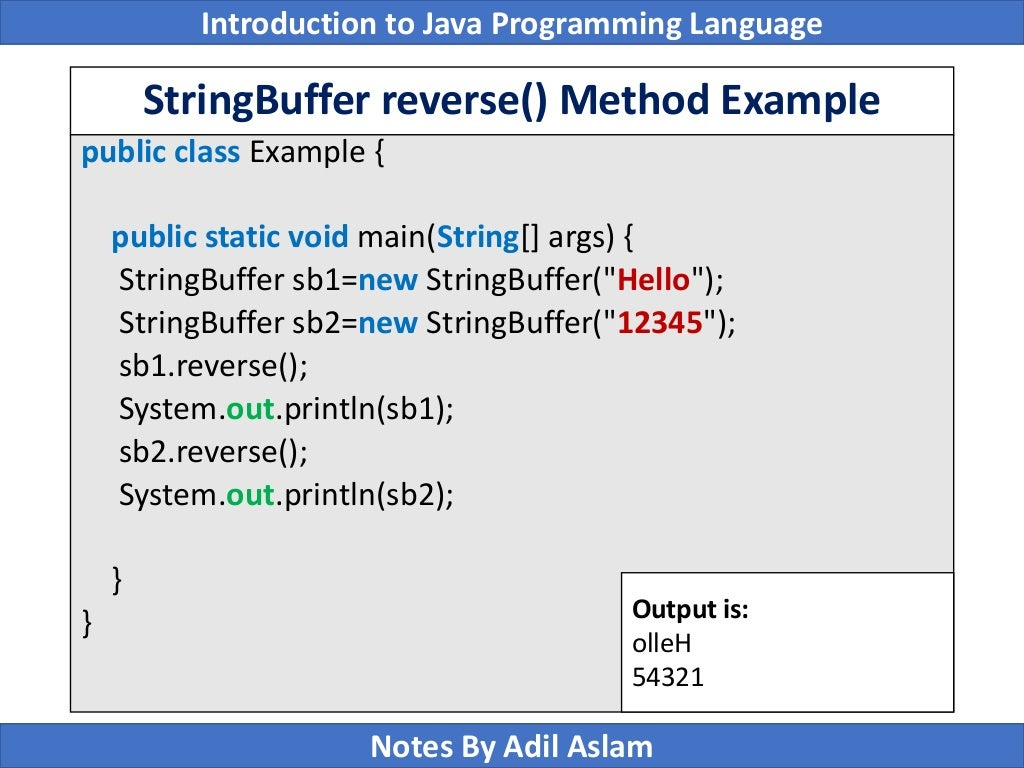 Introduction to Java Programming Language
StringBuffer reverse() Method Example
public class Example {
public static void main(String[] args) {
StringBuffer sb1=new StringBuffer("Hello");
StringBuffer sb2=new StringBuffer("12345");
sb1.reverse();
System.out.println(sb1);
sb2.reverse();
System.out.println(sb2);
}
}
Output is:
olleH
54321
Notes By Adil Aslam